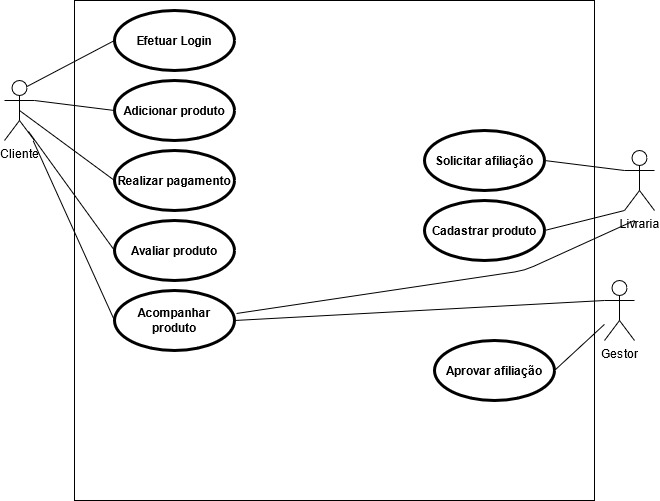 Efetuar Login
Adicionar produto
Cliente
Realizar pagamento
Avaliar produto
Acompanhar
produto
Solicitar afiliação
Cadastrar produto
Livraria
Gestor
Aprovar afiliação